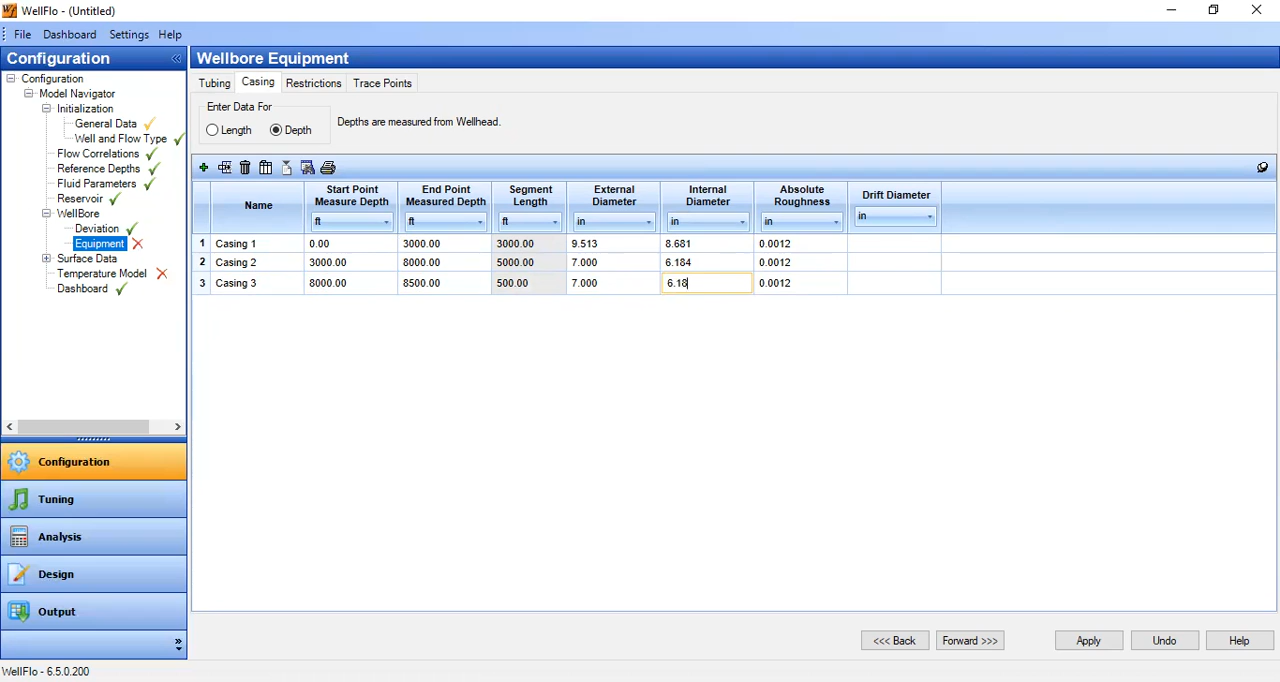 WellFlo - (Untitled)
File Dashboard Settings Help
Configuration
Configuration
Model Navigator
Initialization
General Data
Well and Flow Type
Flow Correlations
Reference Depths
Fluid Parameters
Reservoir
WellBore
Deviation
Equipment
Surface Data
Temperature Model
Dashboard
Configuration
Tuning
Analysis
Design
Output
Wellbore Equipment
Tubing Casing Restrictions Trace Points
Enter Data For
Length Depth
Depths are measured from Wellhead.
Name Start Point Measure Depth End Point Measured Depth Segment Length External Diameter Internal Diameter Absolute Roughness Drift Diameter
ft ft ft in in in in
1 Casing 1 0.00 3000.00 3000.00 9.513 8.681 0.0012
2 Casing 2 3000.00 8000.00 5000.00 7.000 6.184 0.0012
3 Casing 3 8000.00 8500.00 500.00 7.000 6.18 0.0012
<<< Back Forward >>> Apply Undo Help
WellFlo - 6.5.0.200